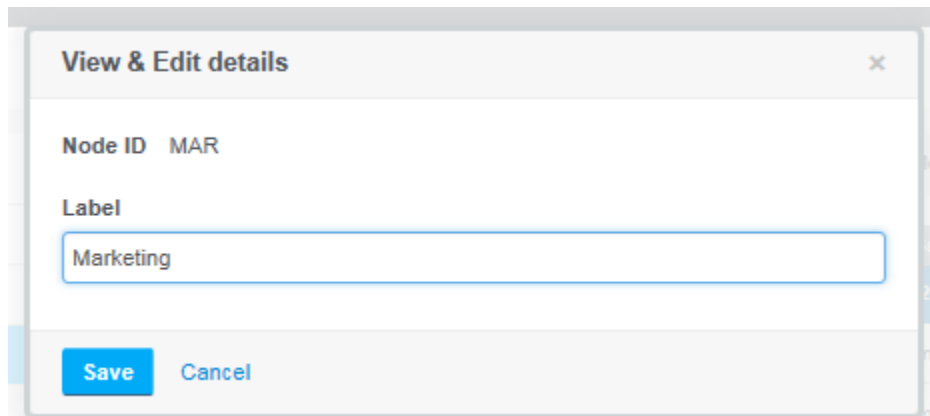 View & Edit details ×
Node ID MAR
Label
Marketing
Save Cancel